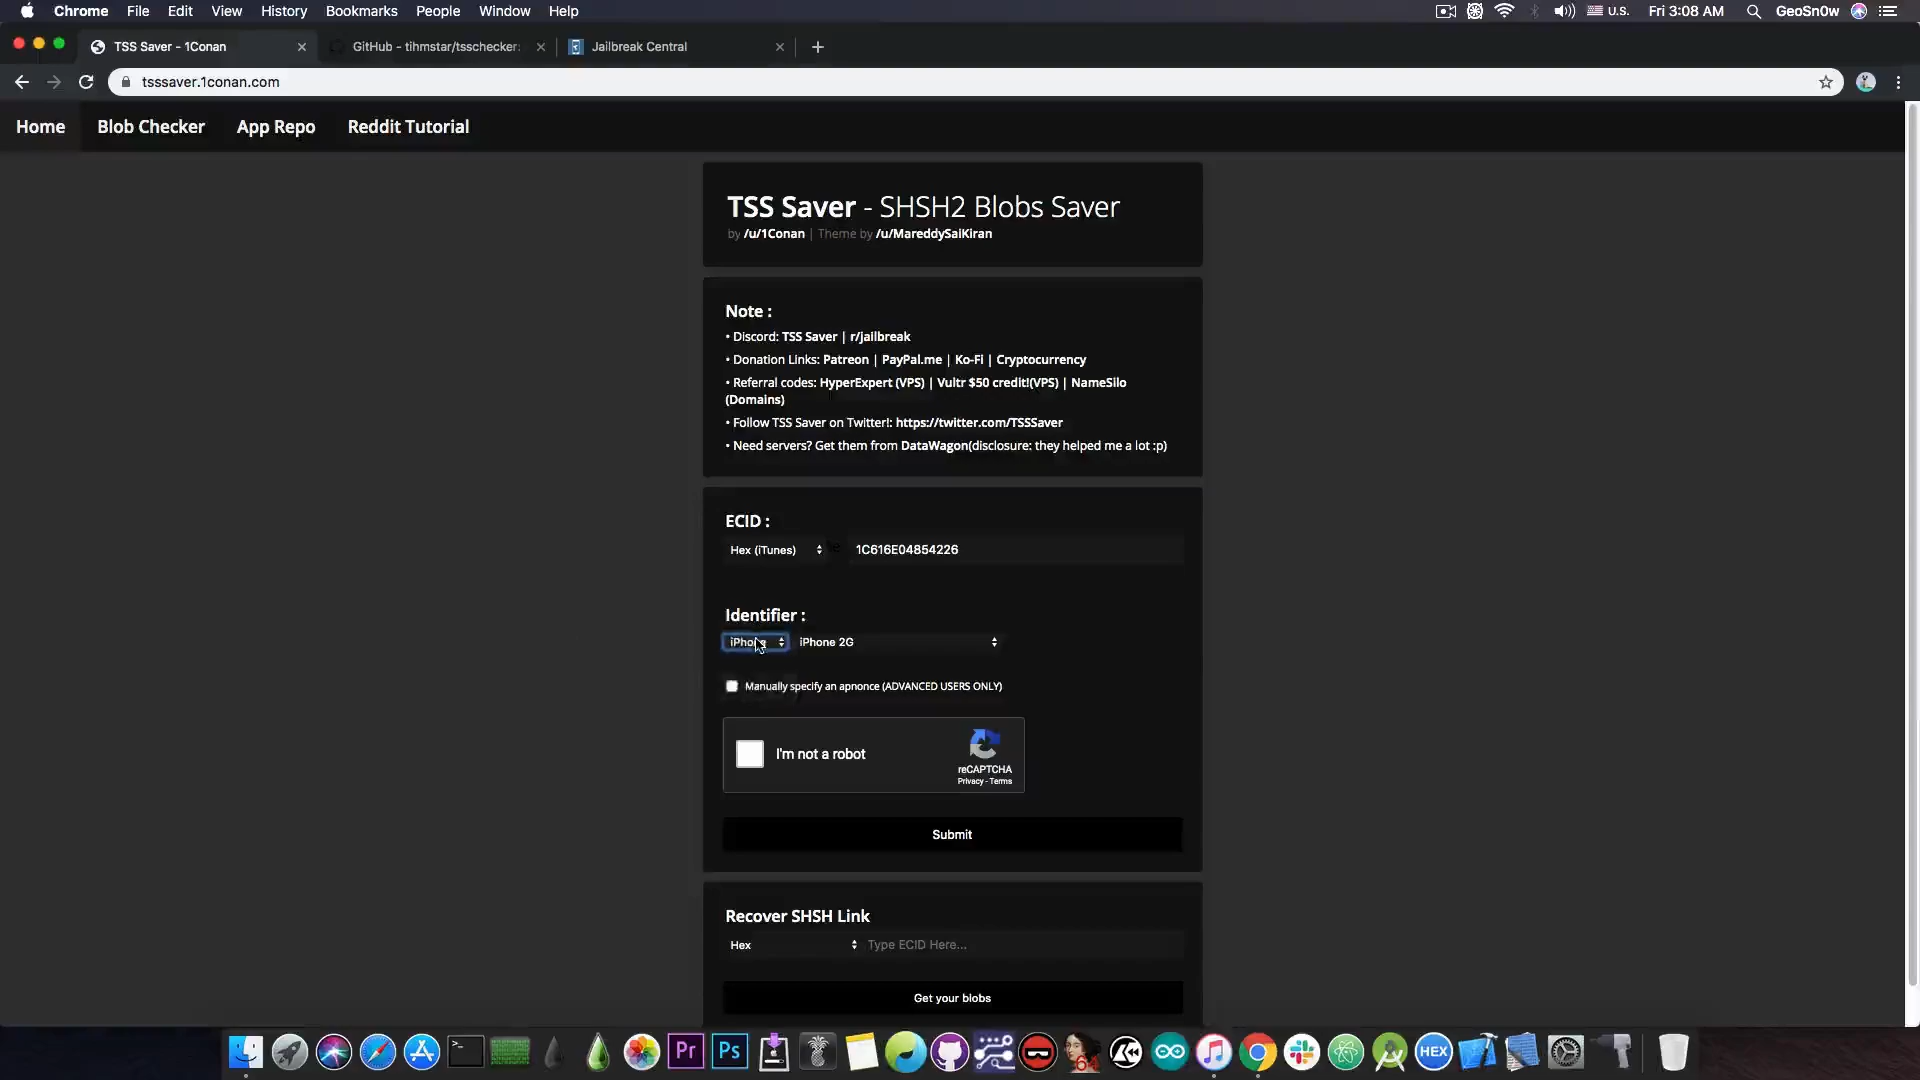 Chrome File Edit View History Bookmarks People Window Help U.S. Fri 3:08 AM GeoSn0w
TSS Saver - 1Conan GitHub - tihmstar/tsschecker: Jailbreak Central
tsssaver.1conan.com
Home Blob Checker App Repo Reddit Tutorial
TSS Saver - SHSH2 Blobs Saver
by /u/1Conan | Theme by /u/MareddySaiKiran
Note :
• Discord: TSS Saver | r/jailbreak
• Donation Links: Patreon | PayPal.me | Ko-Fi | Cryptocurrency
• Referral codes: HyperExpert (VPS) | Vultr $50 credit!(VPS) | NameSilo
(Domains)
• Follow TSS Saver on Twitter!: https://twitter.com/TSSSaver
• Need servers? Get them from DataWagon(disclosure: they helped me a lot :p)
ECID :
Hex (iTunes) 1C616E04854226
Identifier :
iPhone iPhone 2G
Manually specify an apnonce (ADVANCED USERS ONLY)
I'm not a robot
reCAPTCHA
Privacy - Terms
Submit
Recover SHSH Link
Hex Type ECID Here...
Get your blobs
Pr Ps 64 HEX